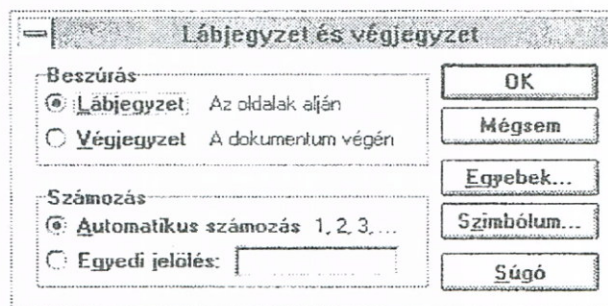 Lábjegyzet és végjegyzet
Beszúrás
Lábjegyzet Az oldalak alján
Végjegyzet A dokumentum végén
Számozás
Automatikus számozás 1, 2, 3, ...
Egyedi jelölés:
OK
Mégsem
Egyebek...
Szimbólum...
Súgó